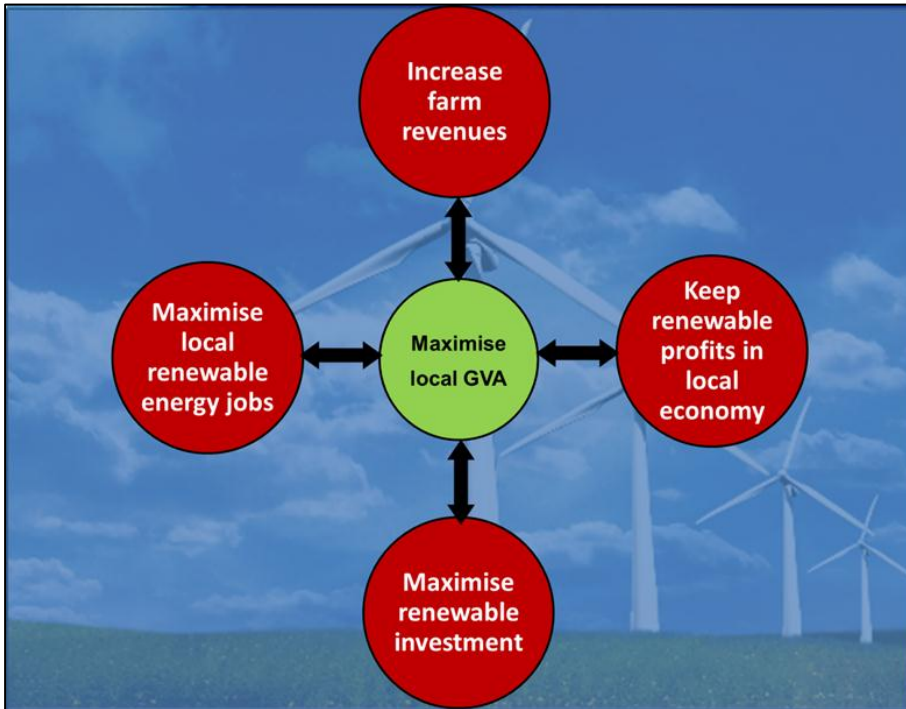 Increase
farm
revenues
Maximise
local
renewable
energy jobs
Maximise
local GVA
Keep
renewable
profits in
local
economy
Maximise
renewable
investment